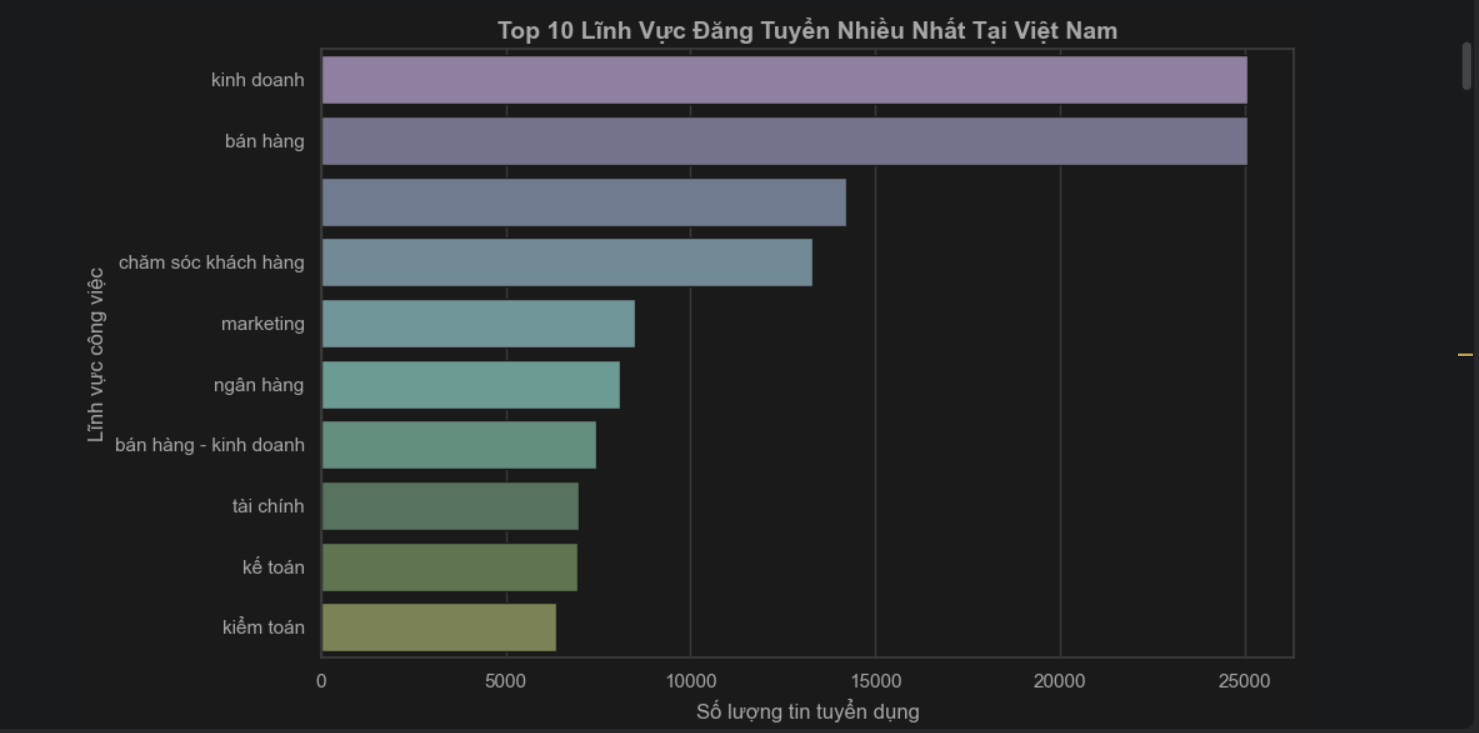 Top 10 Lĩnh Vực Đăng Tuyển Nhiều Nhất Tại Việt Nam
kinh doanh
bán hàng
chăm sóc khách hàng
marketing
ngân hàng
bán hàng - kinh doanh
tài chính
kế toán
kiểm toán
Lĩnh vực công việc
0 5000 10000 15000 20000 25000
Số lượng tin tuyển dụng